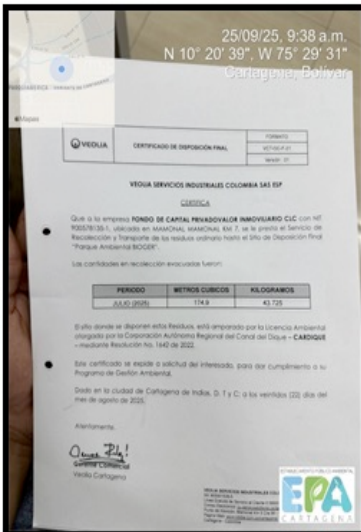 25/09/25, 9:38 a.m.
N 10° 20' 39", W 75° 29' 31"
Cartagena, Bolívar
Mapas
VEOLIA
CERTIFICADO DE DISPOSICIÓN FINAL
FORMATO
Versión: 01
VEOLIA SERVICIOS INDUSTRIALES COLOMBIA SAS ESP
CERTIFICA
Que a la empresa FONDO DE CAPITAL PRIVADOVALOR INMOVILIARIO CLC con NIT
900578135-1, ubicada en MAMONAL MAMONAL KM 7, se le presta el Servicio de
Recolección y Transporte de los residuos ordinario hasta el Sitio de Disposición Final
"Parque Ambiental BIOGER".
Las cantidades en recolección evacuadas fueron:
PERIODO METROS CUBICOS KILOGRAMOS
JULIO (2025) 174.9 43.725
El sitio donde se disponen estos Residuos, está amparado por la Licencia Ambiental
otorgada por la Corporación Autónoma Regional del Canal del Dique – CARDIQUE
– mediante Resolución No. 1642 de 2022.
Este certificado se expide a solicitud del interesado, para dar cumplimiento a su
Programa de Gestión Ambiental.
Dado en la ciudad de Cartagena de Indias, D. T y C; a los veintidos (22) días del
mes de agosto de 2025.
Atentamente,
Gerente Comercial
Veolia Cartagena
VEOLIA SERVICIOS INDUSTRIALES
ESTABLECIMIENTO PÚBLICO AMBIENTAL
EPA
CARTAGENA